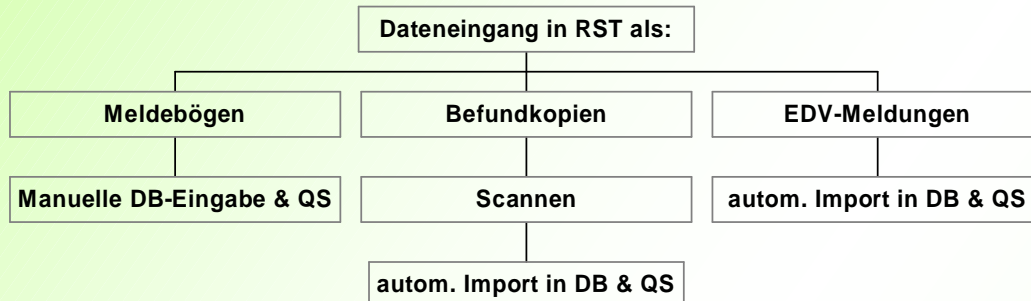 Dateneingang in RST als:
Meldebögen
Befundkopien
EDV-Meldungen
Manuelle DB-Eingabe & QS
Scannen
autom. Import in DB & QS
autom. Import in DB & QS